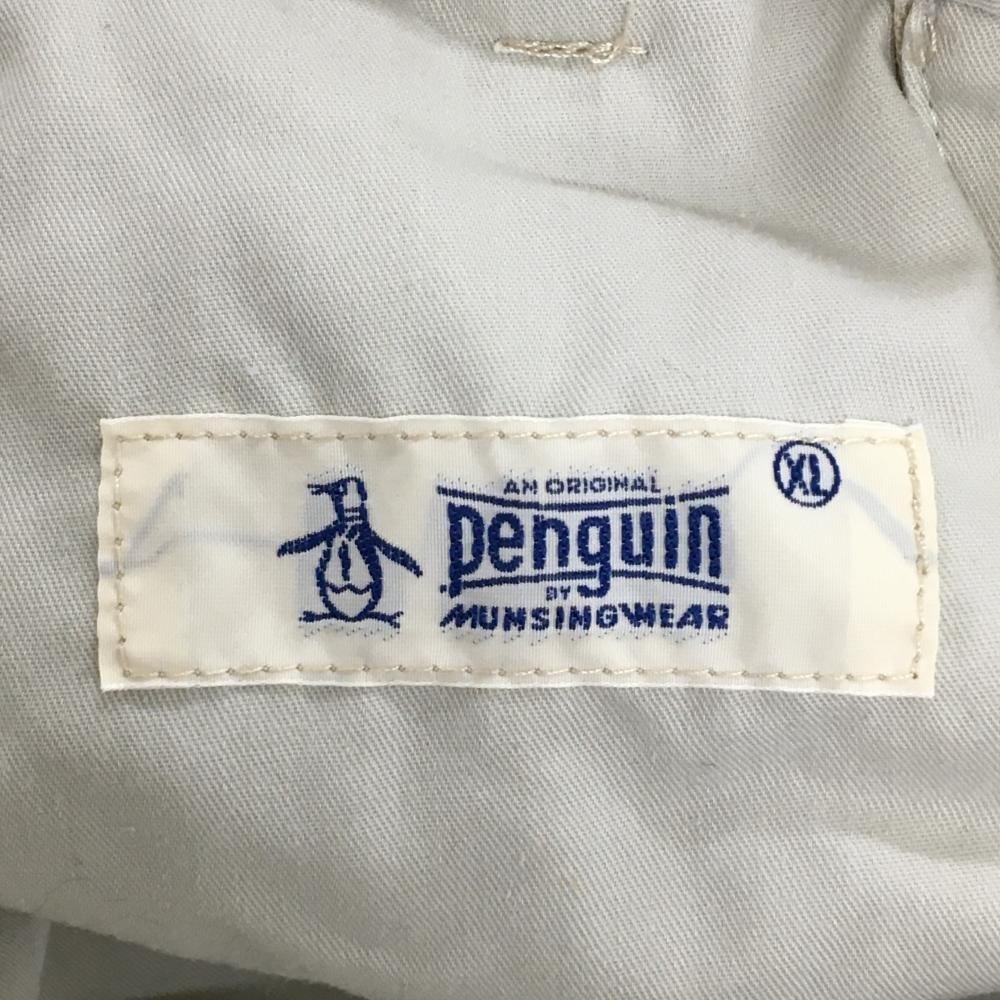 XL
AN ORIGINAL
penguin
BY
MUNSINGWEAR